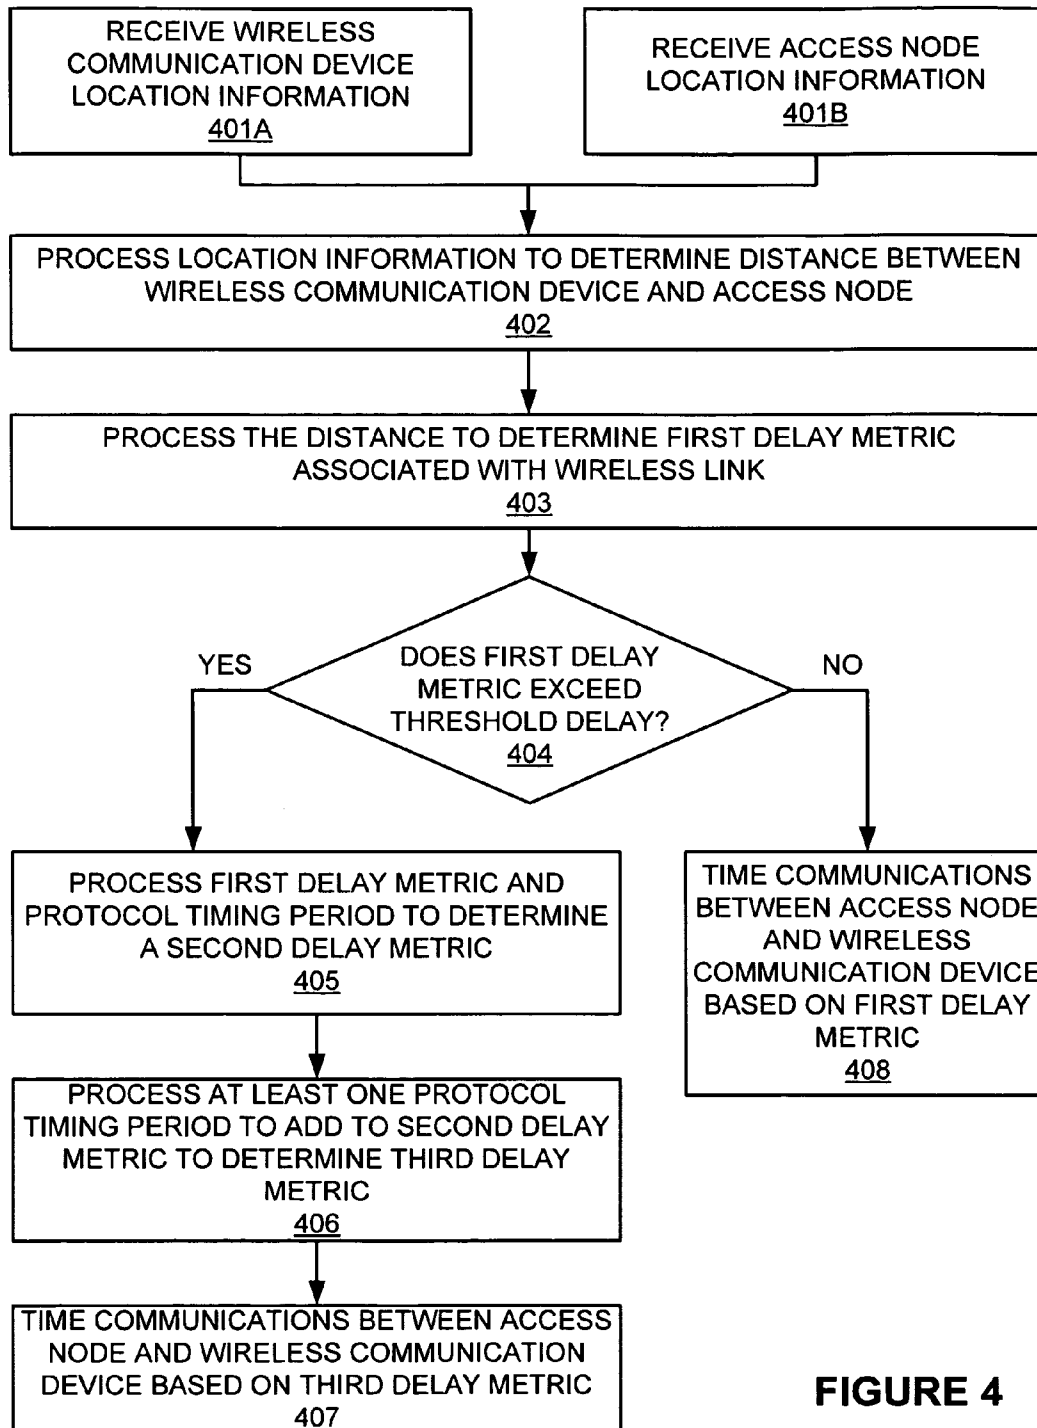 RECEIVE WIRELESS
COMMUNICATION DEVICE
LOCATION INFORMATION
401A
RECEIVE ACCESS NODE
LOCATION INFORMATION
401B
PROCESS LOCATION INFORMATION TO DETERMINE DISTANCE BETWEEN
WIRELESS COMMUNICATION DEVICE AND ACCESS NODE
402
PROCESS THE DISTANCE TO DETERMINE FIRST DELAY METRIC
ASSOCIATED WITH WIRELESS LINK
403
YES
DOES FIRST DELAY
METRIC EXCEED
THRESHOLD DELAY?
404
NO
PROCESS FIRST DELAY METRIC AND
PROTOCOL TIMING PERIOD TO DETERMINE
A SECOND DELAY METRIC
405
TIME COMMUNICATIONS
BETWEEN ACCESS NODE
AND WIRELESS
COMMUNICATION DEVICE
BASED ON FIRST DELAY
METRIC
408
PROCESS AT LEAST ONE PROTOCOL
TIMING PERIOD TO ADD TO SECOND DELAY
METRIC TO DETERMINE THIRD DELAY
METRIC
406
TIME COMMUNICATIONS BETWEEN ACCESS
NODE AND WIRELESS COMMUNICATION
DEVICE BASED ON THIRD DELAY METRIC
407
FIGURE 4